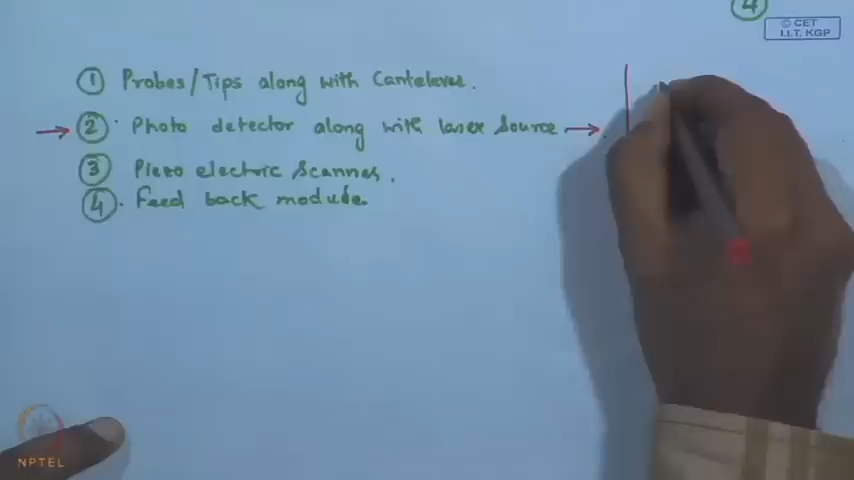 ④
© CET
I.I.T. KGP
① Probes/Tips along with Cantelever.
→ ② Photo detector along with laser source →
③ Piezo electric scanner.
④ Feed back module
NPTEL